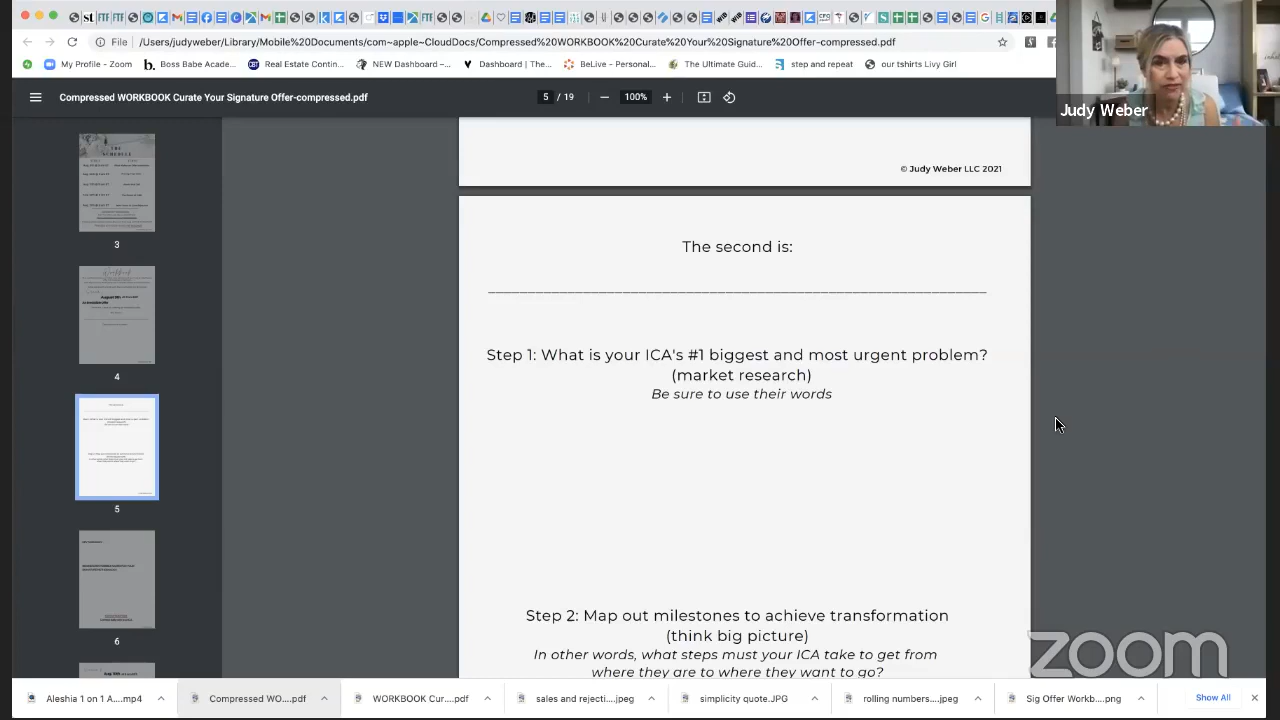 File
/Users/judyweber/Library/Mobile%20...../com~apple~CloudDocs/Compressed%20WORKBOOK%20Curate%20Your%20Signature%20Offer-compressed.pdf
My Profile - Zoom
Boss Babe Acade...
Real Estate Comin...
NEW Dashboard –...
Dashboard | The...
BeLive - Personal...
The Ultimate Guid...
step and repeat
our tshirts Livy Girl
Judy Weber
Compressed WORKBOOK Curate Your Signature Offer-compressed.pdf
5 / 19
100%
© Judy Weber LLC 2021
The second is:
Step 1: What is your ICA's #1 biggest and most urgent problem?
(market research)
Be sure to use their words
Step 2: Map out milestones to achieve transformation
(think big picture)
In other words, what steps must your ICA take to get from
where they are to where they want to go?
3
4
5
6
zoom
Aleshia 1 on 1 A....mp4
Compressed WO....pdf
WORKBOOK Cur....pdf
sales and rejecti....jpeg
simplicity quote.JPG
rolling numbers....jpeg
Sig Offer Workb....png
Show All